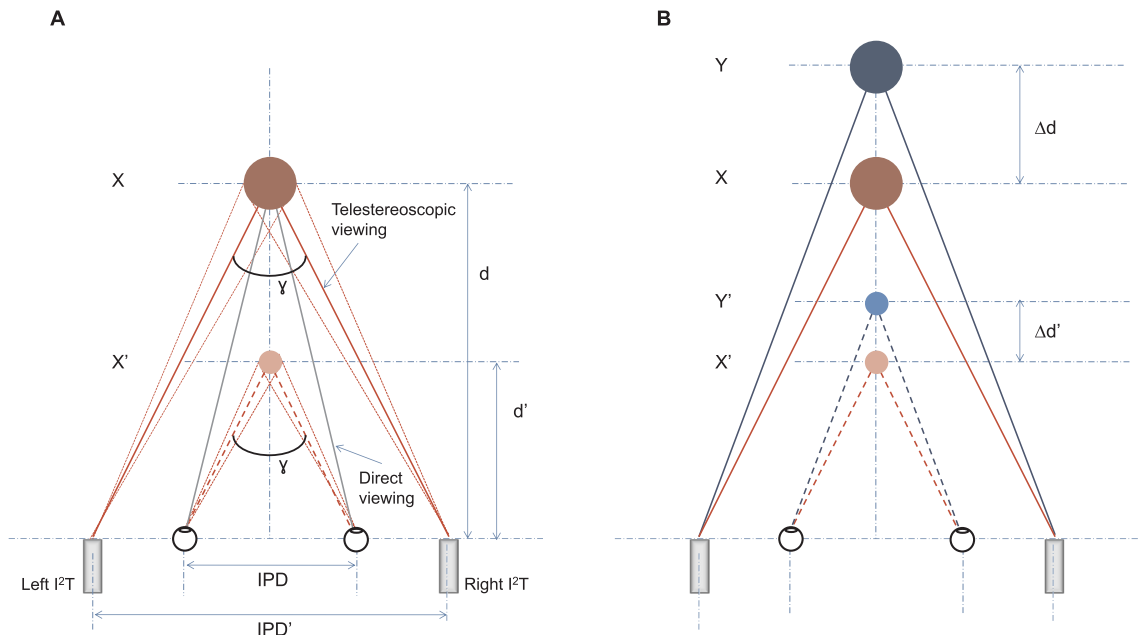 A
X
Telestereoscopic
viewing
ɣ
d
X’
d’
ɣ
Direct
viewing
Left I²T
IPD
Right I²T
IPD’
B
Y
Δd
X
Y’
Δd’
X’